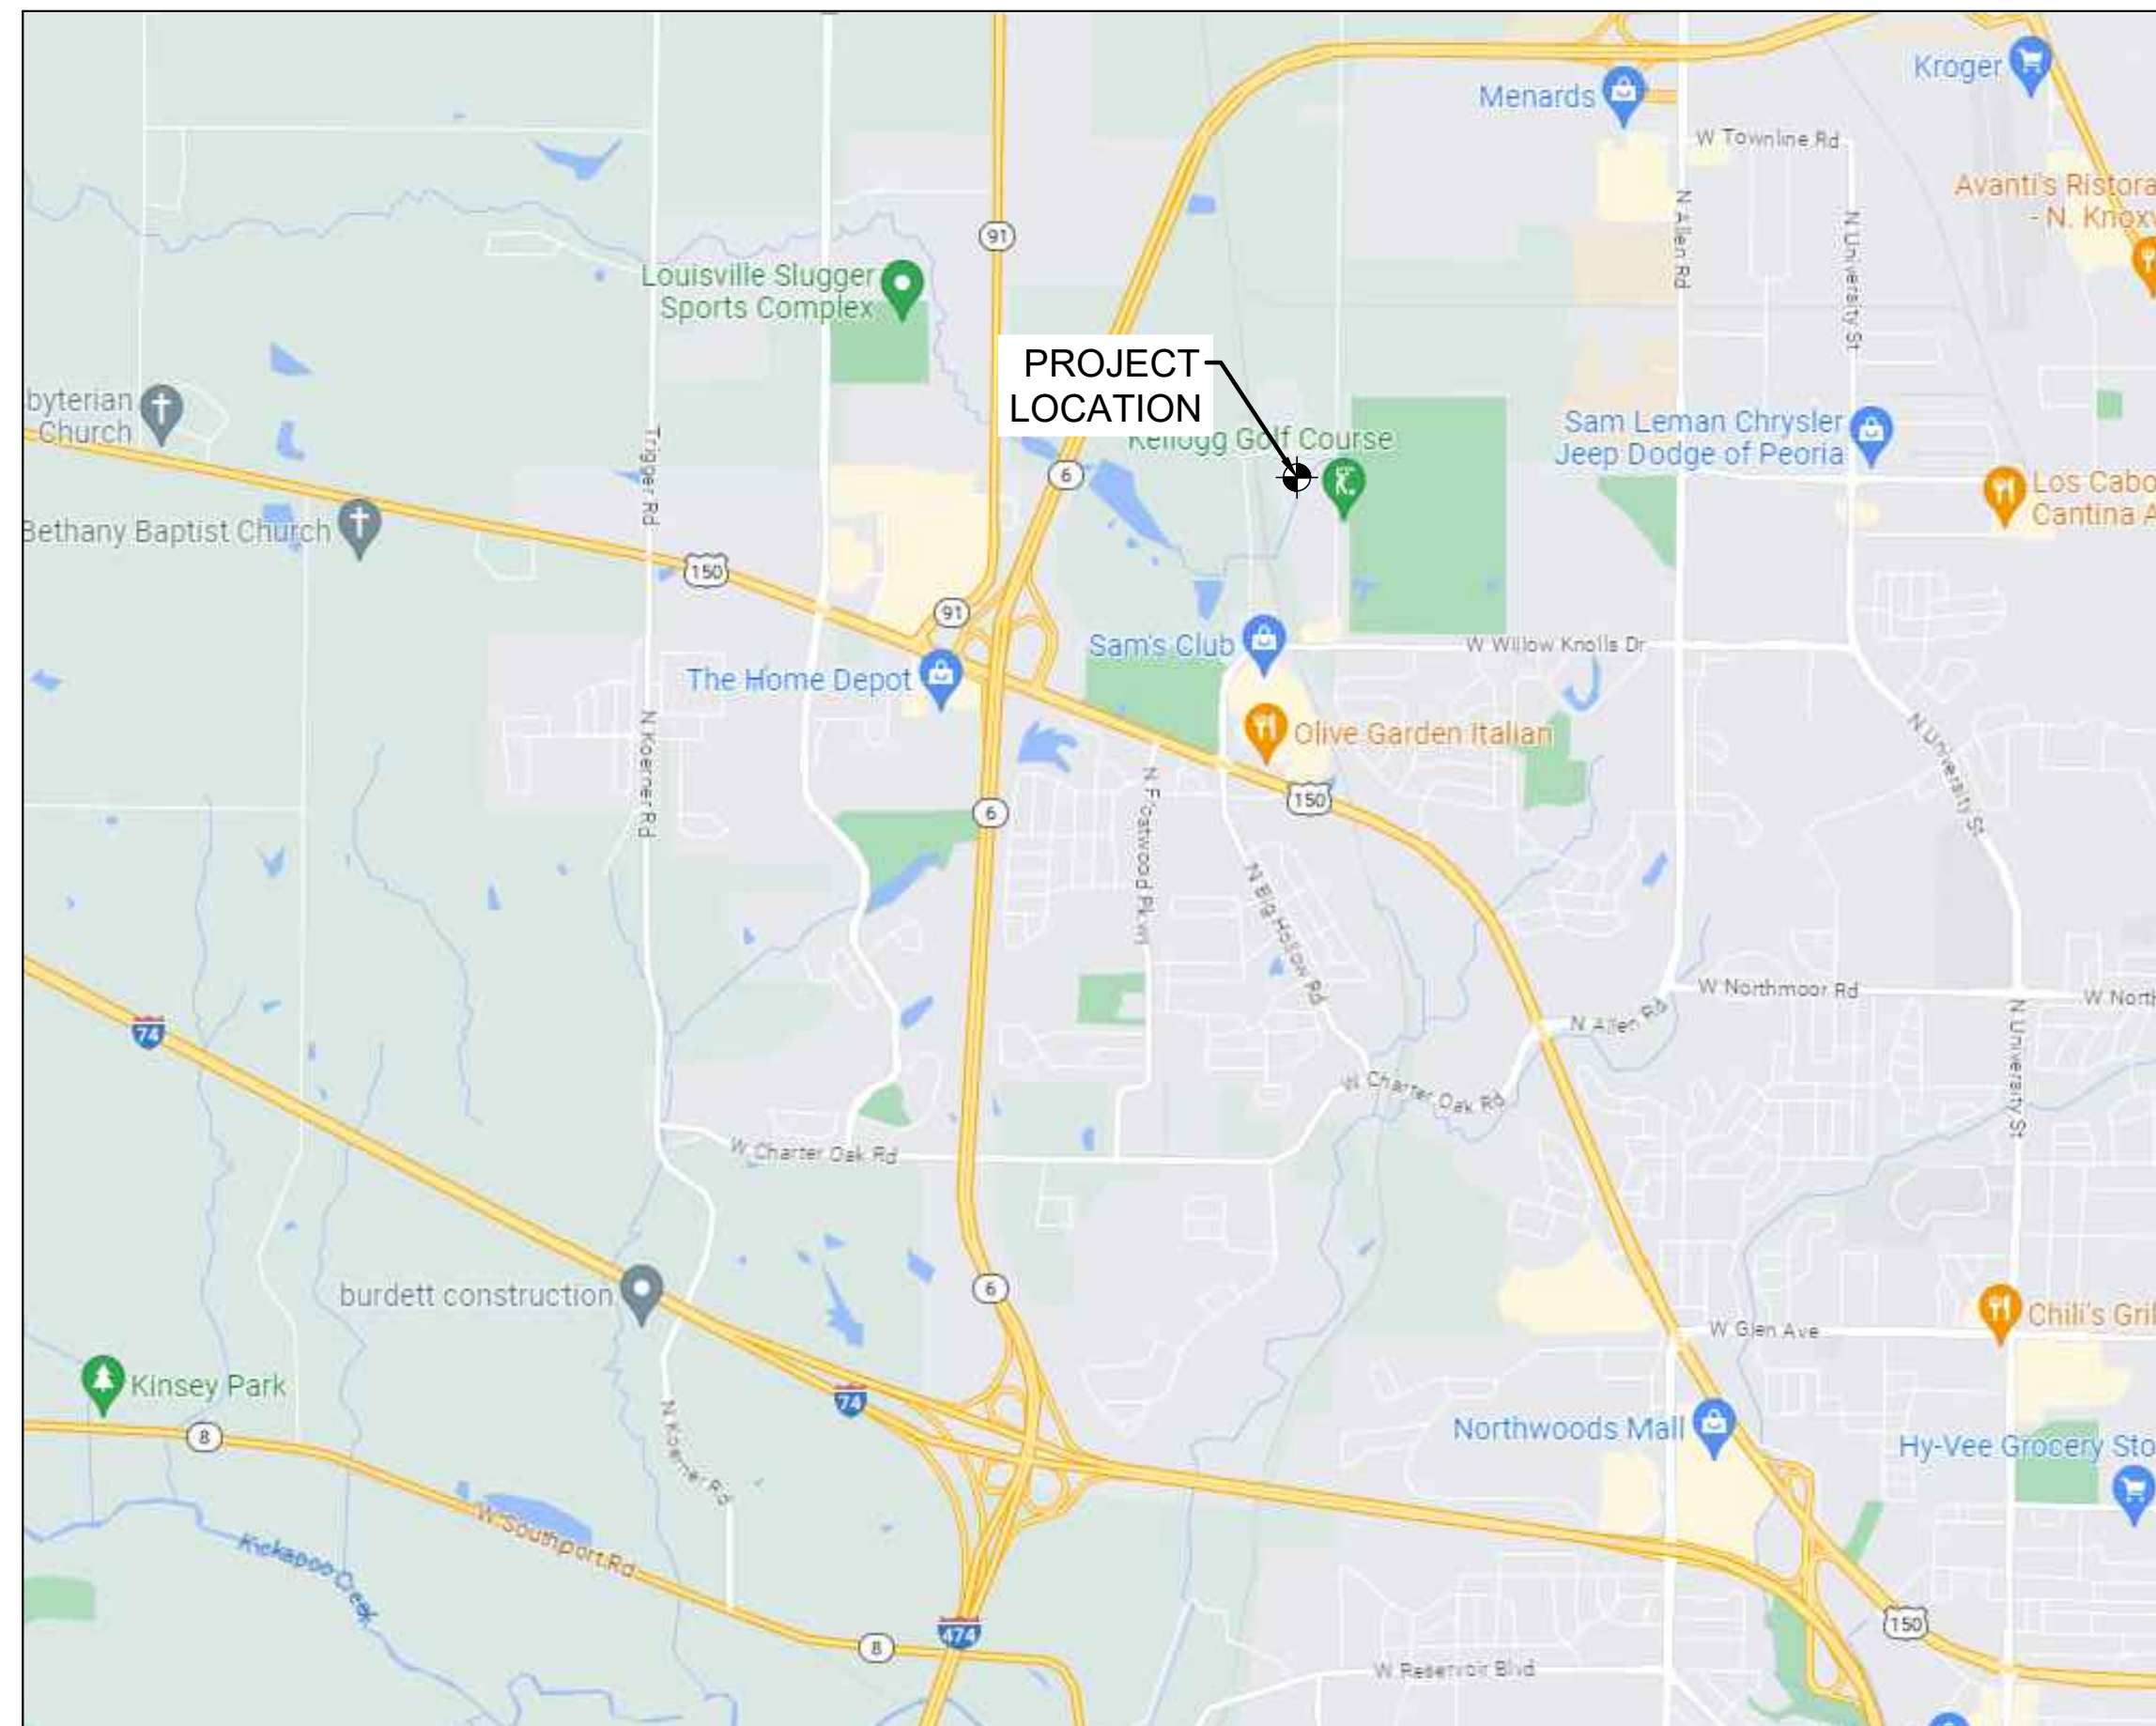 Kroger
Menards
W Townline Rd
Avanti's Ristora
- N. Knoxv
N Allen Rd
N University St
91
Louisville Slugger
Sports Complex
PROJECT
LOCATION
byterian
Church
Kellogg Golf Course
Sam Leman Chrysler
Jeep Dodge of Peoria
Trigger Rd
6
Los Cabo
Cantina A
Bethany Baptist Church
150
91
Sam's Club
W Willow Knolls Dr
The Home Depot
Olive Garden Italian
N Koerner Rd
N University St
150
6
N Frostwood Pkwy
N Big Hollow Rd
W Northmoor Rd
W North
74
N Allen Rd
N University St
W Charter Oak Rd
W Charter Oak Rd
6
burdett construction
Chili's Gril
W Glen Ave
Kinsey Park
74
Northwoods Mall
8
N Koerner Rd
Hy-Vee Grocery Sto
W Southport Rd
Kickapoo Creek
150
474
8
W Reservoir Blvd